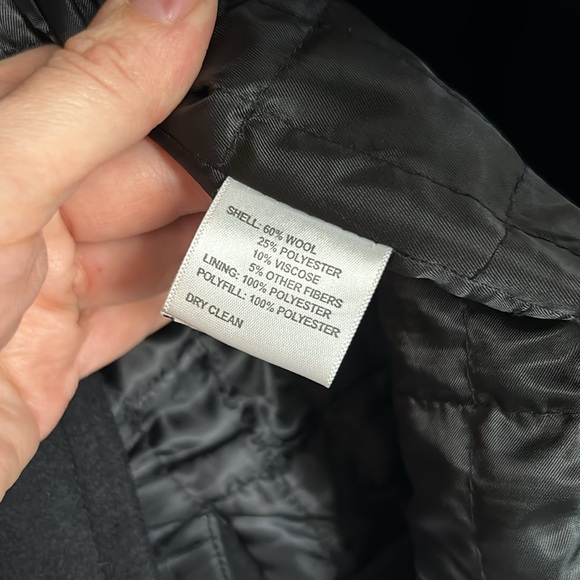 SHELL: 60% WOOL
25% POLYESTER
10% VISCOSE
5% OTHER FIBERS
LINING: 100% POLYESTER
POLYFILL: 100% POLYESTER
DRY CLEAN